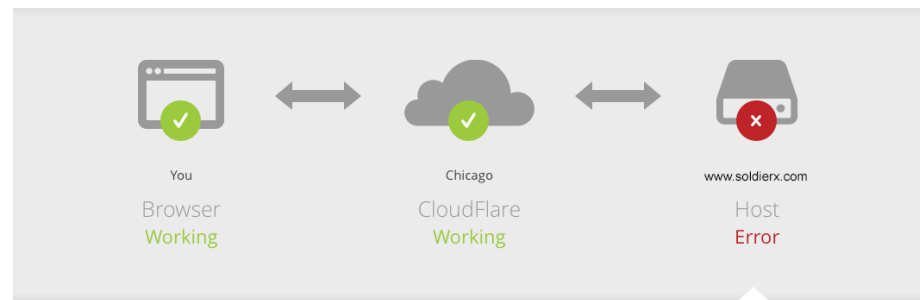 You
Browser
Working
Chicago
CloudFlare
Working
www.soldierx.com
Host
Error